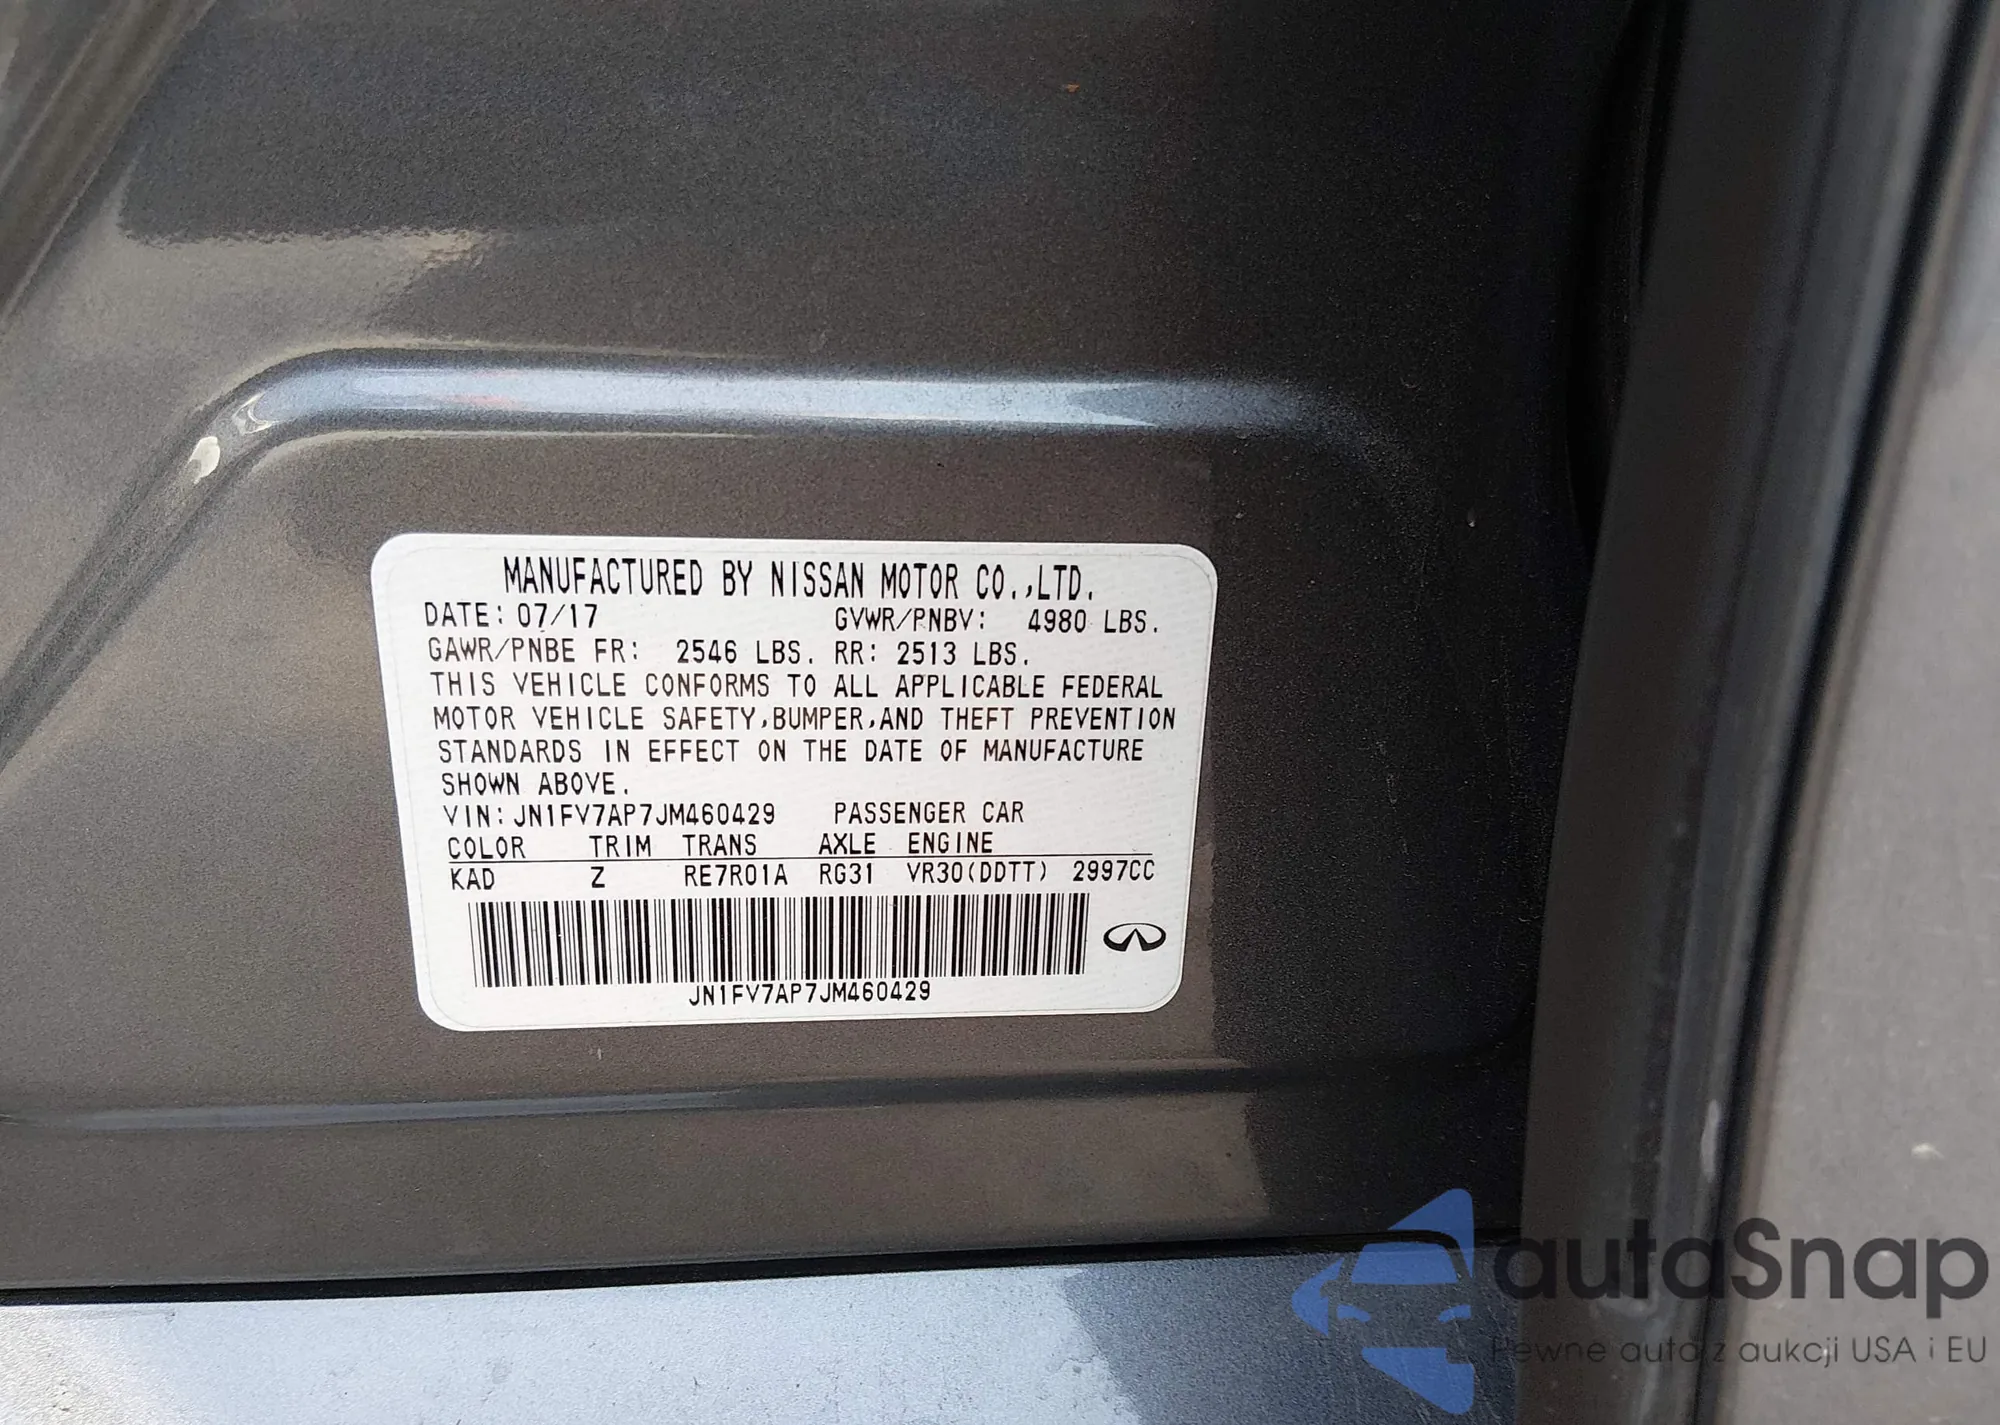 MANUFACTURED BY NISSAN MOTOR CO.,LTD.
DATE: 07/17 GVWR/PNBV: 4980 LBS.
GAWR/PNBE FR: 2546 LBS. RR: 2513 LBS.
THIS VEHICLE CONFORMS TO ALL APPLICABLE FEDERAL
MOTOR VEHICLE SAFETY,BUMPER,AND THEFT PREVENTION
STANDARDS IN EFFECT ON THE DATE OF MANUFACTURE
SHOWN ABOVE.
VIN:JN1FV7AP7JM460429 PASSENGER CAR
COLOR TRIM TRANS AXLE ENGINE
KAD Z RE7R01A RG31 VR30(DDTT) 2997CC
JN1FV7AP7JM460429
autaSnap
Pewne auta z aukcji USA i EU